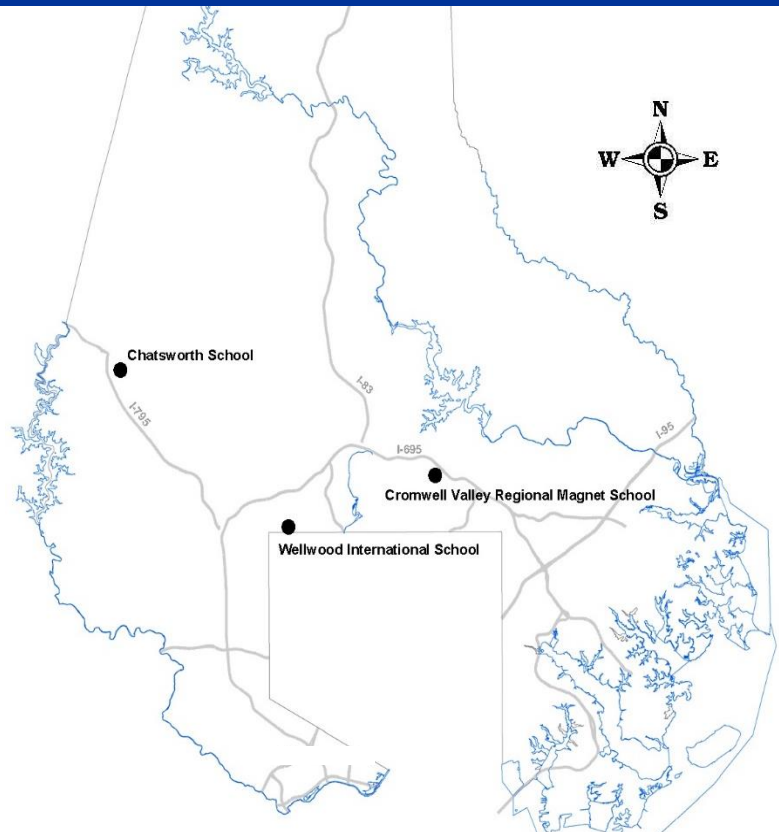 N
W E
S
Chatsworth School
I-795
I-83
I-695
I-95
Cromwell Valley Regional Magnet School
Wellwood International School